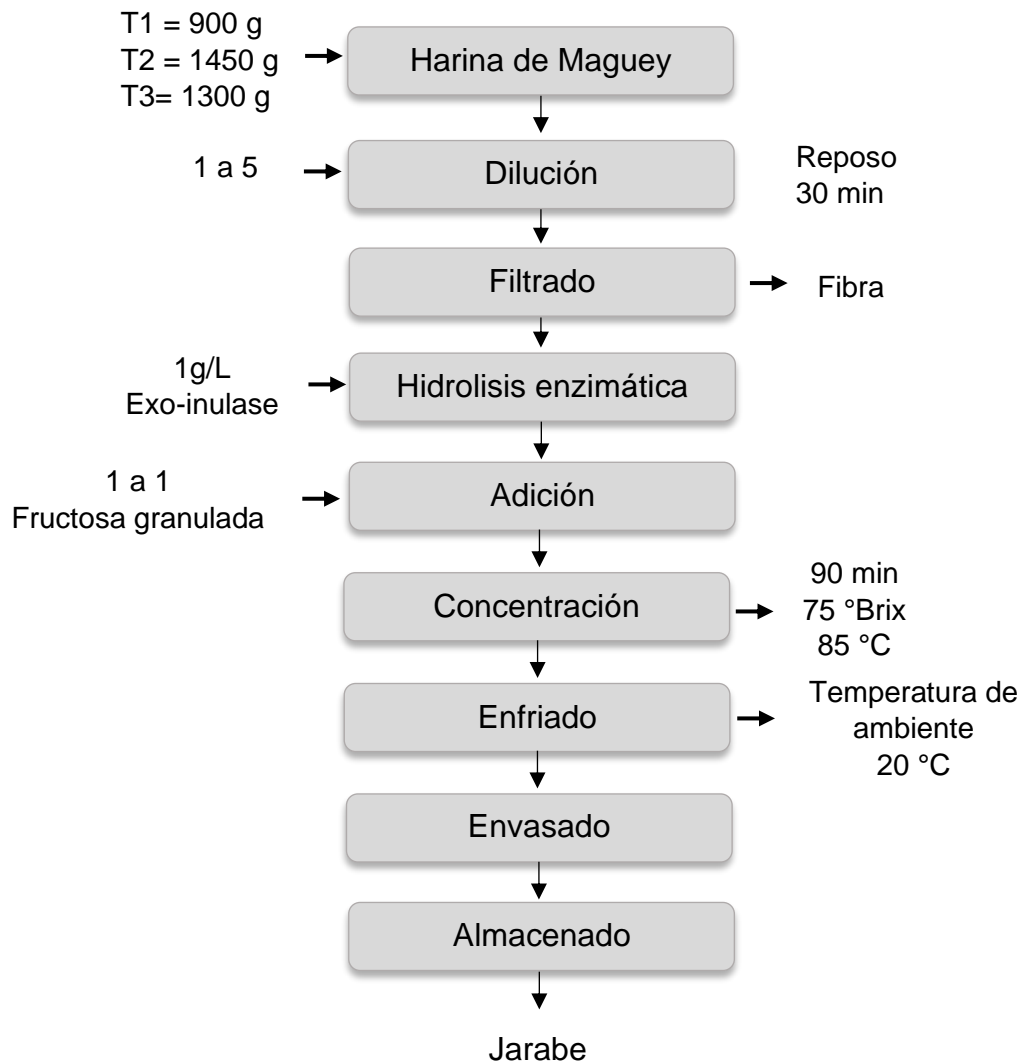 T1 = 900 g
T2 = 1450 g
T3= 1300 g
Harina de Maguey
1 a 5
Dilución
Reposo
30 min
Filtrado
Fibra
1g/L
Exo-inulase
Hidrolisis enzimática
1 a 1
Fructosa granulada
Adición
Concentración
90 min
75 °Brix
85 °C
Enfriado
Temperatura de
ambiente
20 °C
Envasado
Almacenado
Jarabe